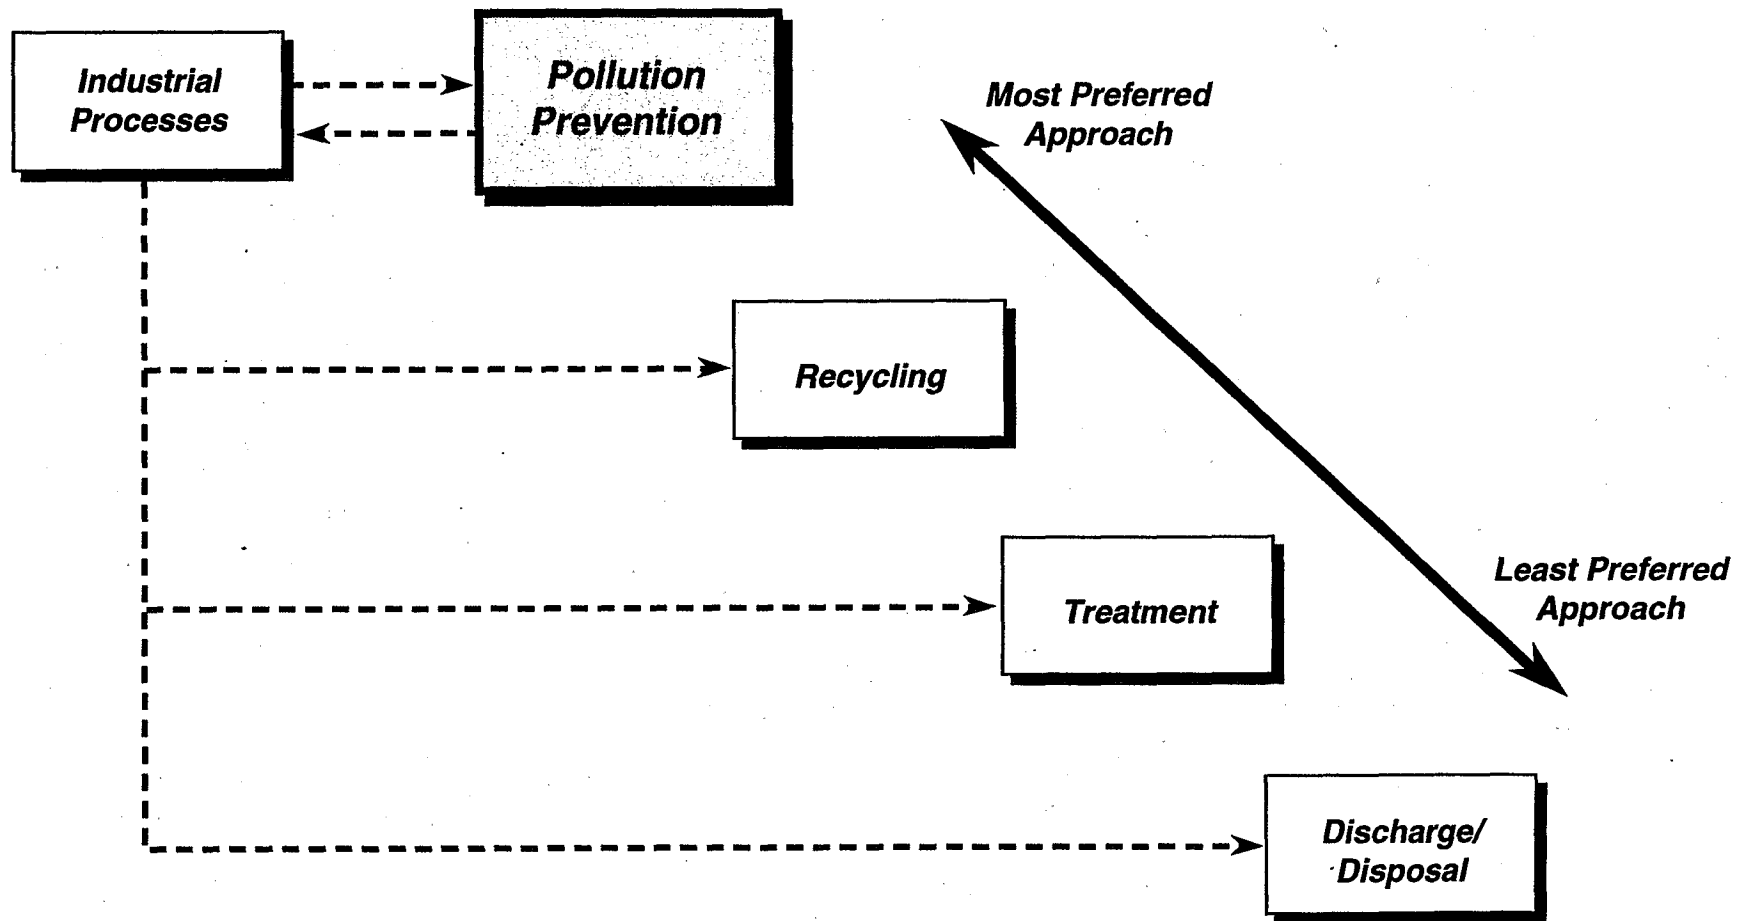 Industrial
Processes
Pollution
Prevention
Most Preferred
Approach
Recycling
Treatment
Least Preferred
Approach
Discharge/
Disposal